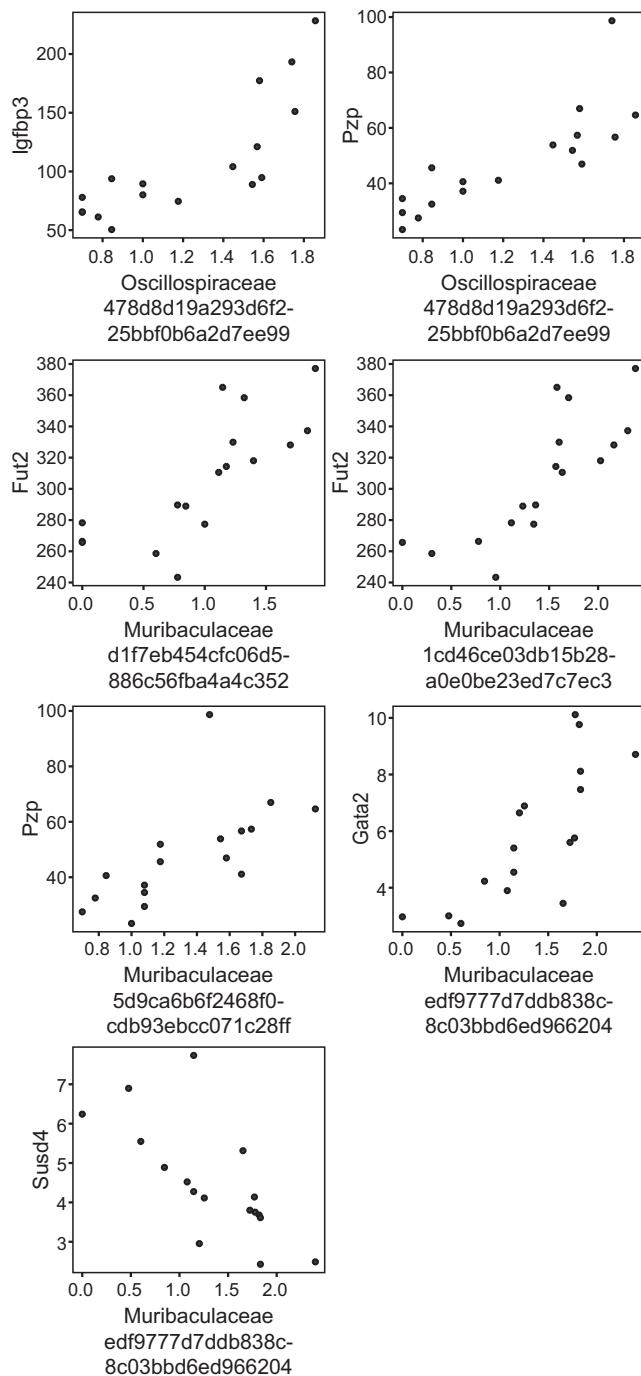 Igfbp3
200
150
100
50
0.8 1.0 1.2 1.4 1.6 1.8
Oscillospiraceae
478d8d19a293d6f2-
25bbf0b6a2d7ee99
Pzp
100
80
60
40
0.8 1.0 1.2 1.4 1.6 1.8
Oscillospiraceae
478d8d19a293d6f2-
25bbf0b6a2d7ee99
Fut2
380
360
340
320
300
280
260
240
0.0 0.5 1.0 1.5
Muribaculaceae
d1f7eb454cfc06d5-
886c56fba4a4c352
Fut2
380
360
340
320
300
280
260
240
0.0 0.5 1.0 1.5 2.0
Muribaculaceae
1cd46ce03db15b28-
a0e0be23ed7c7ec3
Pzp
100
80
60
40
0.8 1.0 1.2 1.4 1.6 1.8 2.0
Muribaculaceae
5d9ca6b6f2468f0-
cdb93ebcc071c28ff
Gata2
10
8
6
4
0.0 0.5 1.0 1.5 2.0
Muribaculaceae
edf9777d7ddb838c-
8c03bbd6ed966204
Susd4
7
6
5
4
3
0.0 0.5 1.0 1.5 2.0
Muribaculaceae
edf9777d7ddb838c-
8c03bbd6ed966204